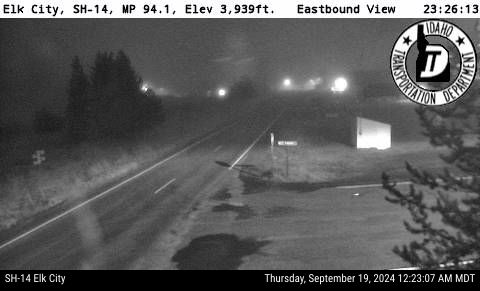 Elk City, SH-14, MP 94.1, Elev 3,939ft. Eastbound View 23:26:13
IDAHO
TRANSPORTATION DEPARTMENT
SH-14 Elk City Thursday, September 19, 2024 12:23:07 AM MDT